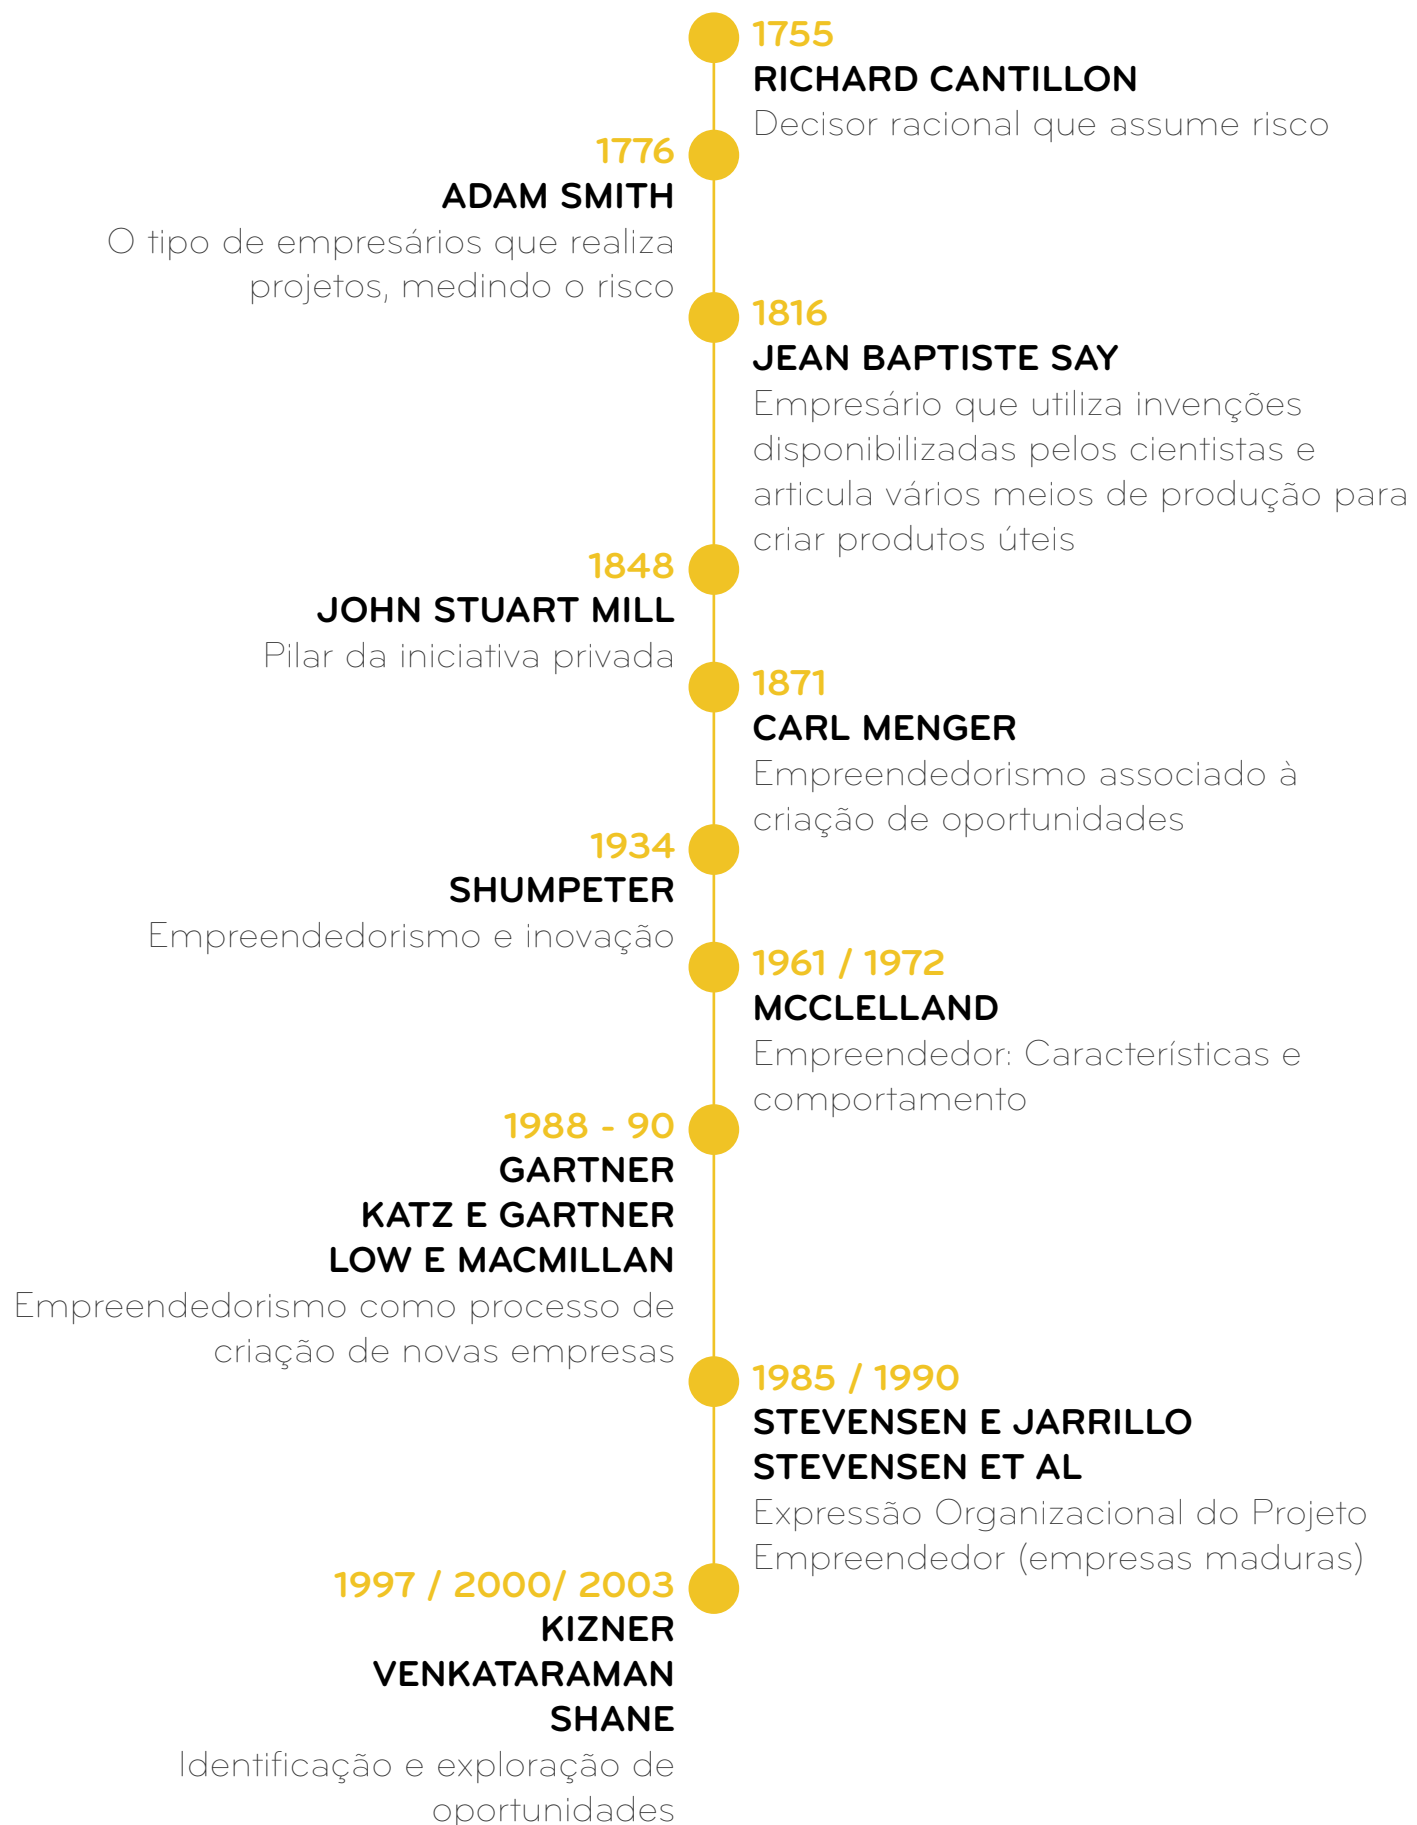 1755
RICHARD CANTILLON
Decisor racional que assume risco
1776
ADAM SMITH
O tipo de empresários que realiza
projetos, medindo o risco
1816
JEAN BAPTISTE SAY
Empresário que utiliza invenções
disponibilizadas pelos cientistas e
articula vários meios de produção para
criar produtos úteis
1848
JOHN STUART MILL
Pilar da iniciativa privada
1871
CARL MENGER
Empreendedorismo associado à
criação de oportunidades
1934
SHUMPETER
Empreendedorismo e inovação
1961 / 1972
MCCLELLAND
Empreendedor: Características e
comportamento
1988 - 90
GARTNER
KATZ E GARTNER
LOW E MACMILLAN
Empreendedorismo como processo de
criação de novas empresas
1985 / 1990
STEVENSEN E JARRILLO
STEVENSEN ET AL
Expressão Organizacional do Projeto
Empreendedor (empresas maduras)
1997 / 2000/ 2003
KIZNER
VENKATARAMAN
SHANE
Identificação e exploração de
oportunidades